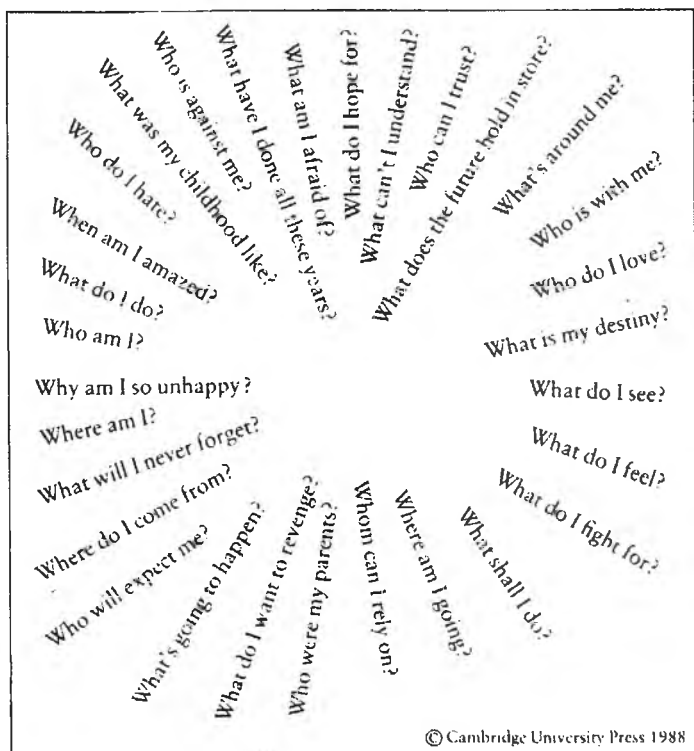 Why am I so unhappy?
Who am I?
What do I do?
When am I amazed?
Who do I hate?
What was my childhood like?
Who is against me?
What have I done all these years?
What am I afraid of?
What do I hope for?
What can't I understand?
Who can I trust?
What does the future hold in store?
What's around me?
Who is with me?
Who do I love?
What is my destiny?
What do I see?
What do I feel?
What do I fight for?
What shall I do?
Where am I going?
Whom can i rely on?
Who were my parents?
What do I want to revenge?
What's going to happen?
Who will expect me?
Where do I come from?
What will I never forget?
Where am I?
© Cambridge University Press 1988